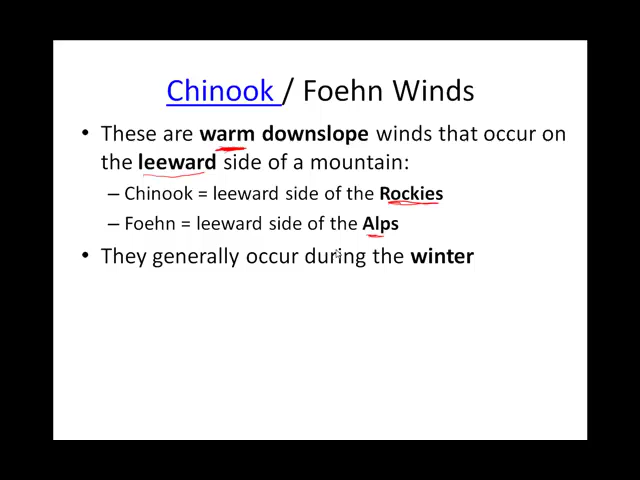 Chinook / Foehn Winds
• These are warm downslope winds that occur on
the leeward side of a mountain:
– Chinook = leeward side of the Rockies
– Foehn = leeward side of the Alps
• They generally occur during the winter